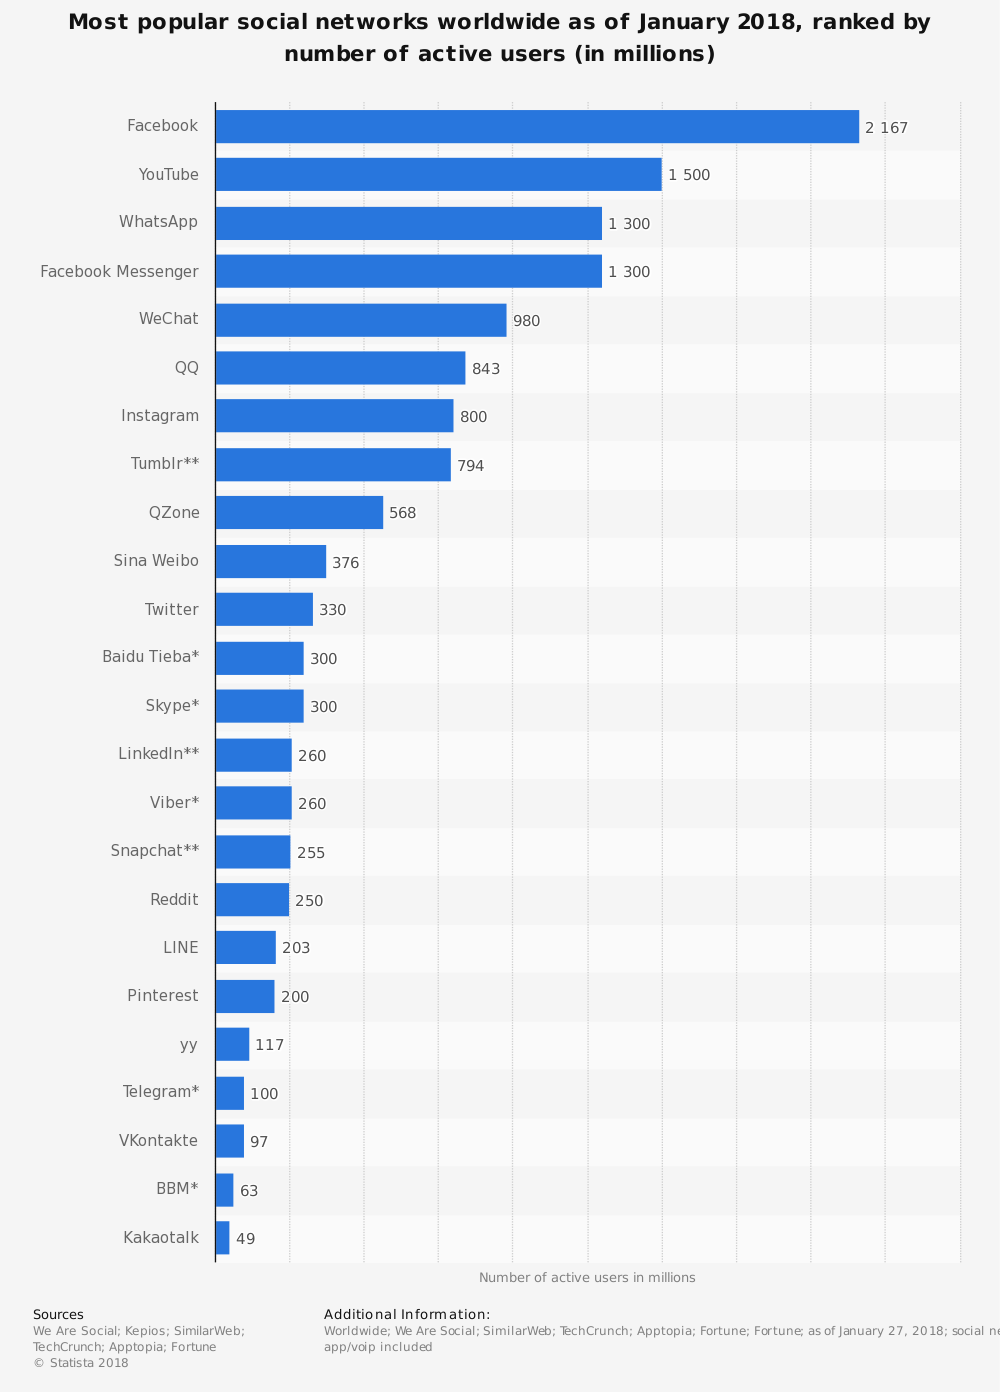 Most popular social networks worldwide as of January 2018, ranked by
number of active users (in millions)
Facebook 2 167
YouTube 1 500
WhatsApp 1 300
Facebook Messenger 1 300
WeChat 980
QQ 843
Instagram 800
Tumblr** 794
QZone 568
Sina Weibo 376
Twitter 330
Baidu Tieba* 300
Skype* 300
LinkedIn** 260
Viber* 260
Snapchat** 255
Reddit 250
LINE 203
Pinterest 200
yy 117
Telegram* 100
VKontakte 97
BBM* 63
Kakaotalk 49
Number of active users in millions
Sources
We Are Social; Kepios; SimilarWeb;
TechCrunch; Apptopia; Fortune
© Statista 2018
Additional Information:
Worldwide; We Are Social; SimilarWeb; TechCrunch; Apptopia; Fortune; Fortune; as of January 27, 2018; social
app/voip included